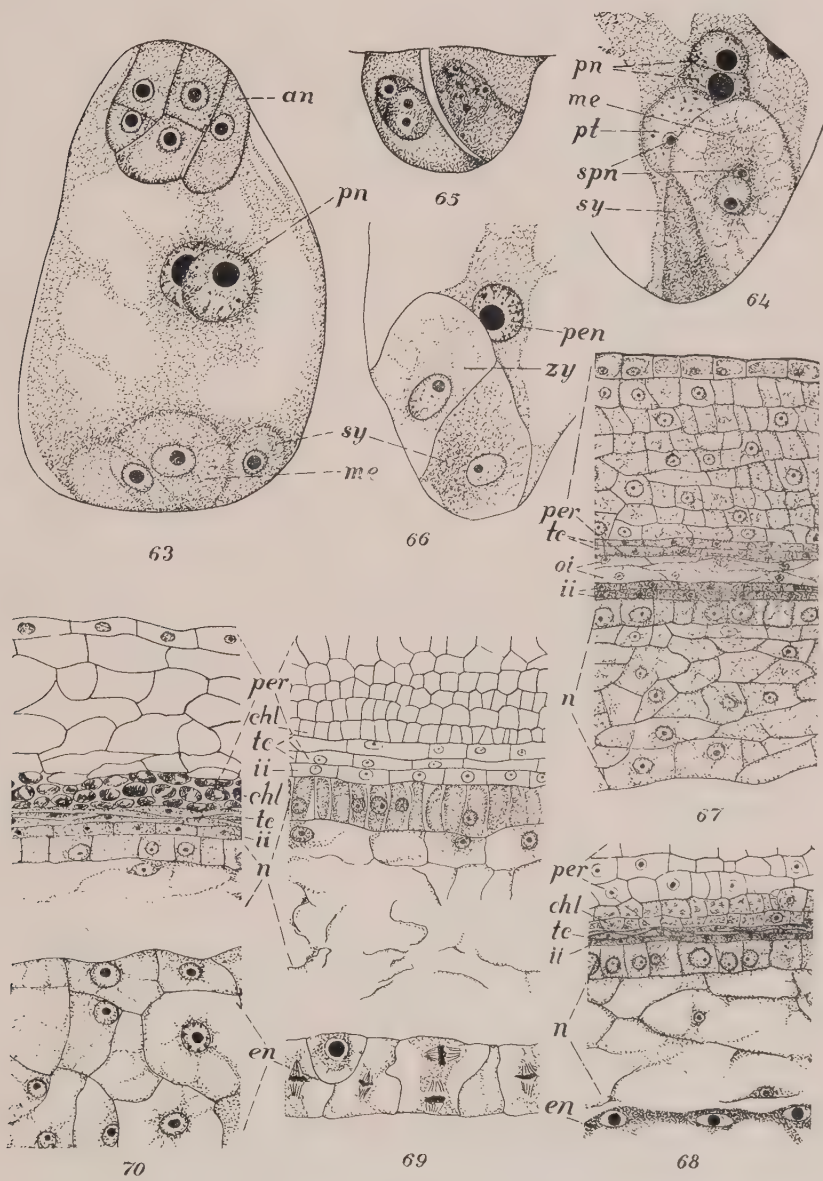 an
pn
sy
me
63
65
pn
me
pt
spn
sy
64
pen
zy
66
per
tc
oi
ii
n
67
per
chl
tc
ii
chl
tc
ii
n
en
70
69
per
chl
tc
ii
n
en
68